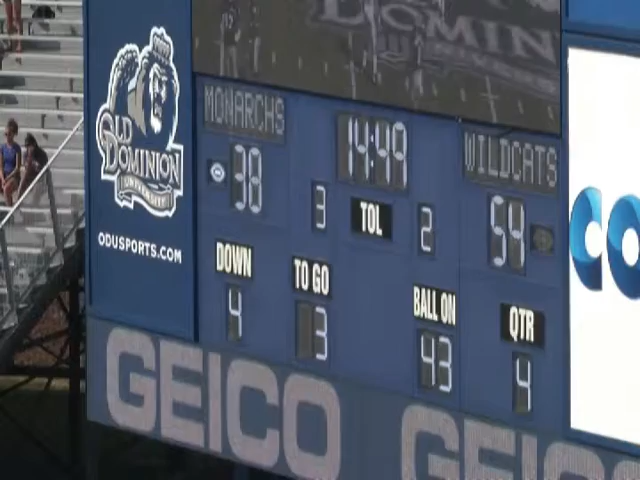 OLD
DOMINION
UNIVERSITY
ODUSPORTS.COM
MONARCHS
14:49
WILDCATS
38
3
TOL
2
54
DOWN
TO GO
BALL ON
QTR
4
3
43
4
GEICO
GEICO